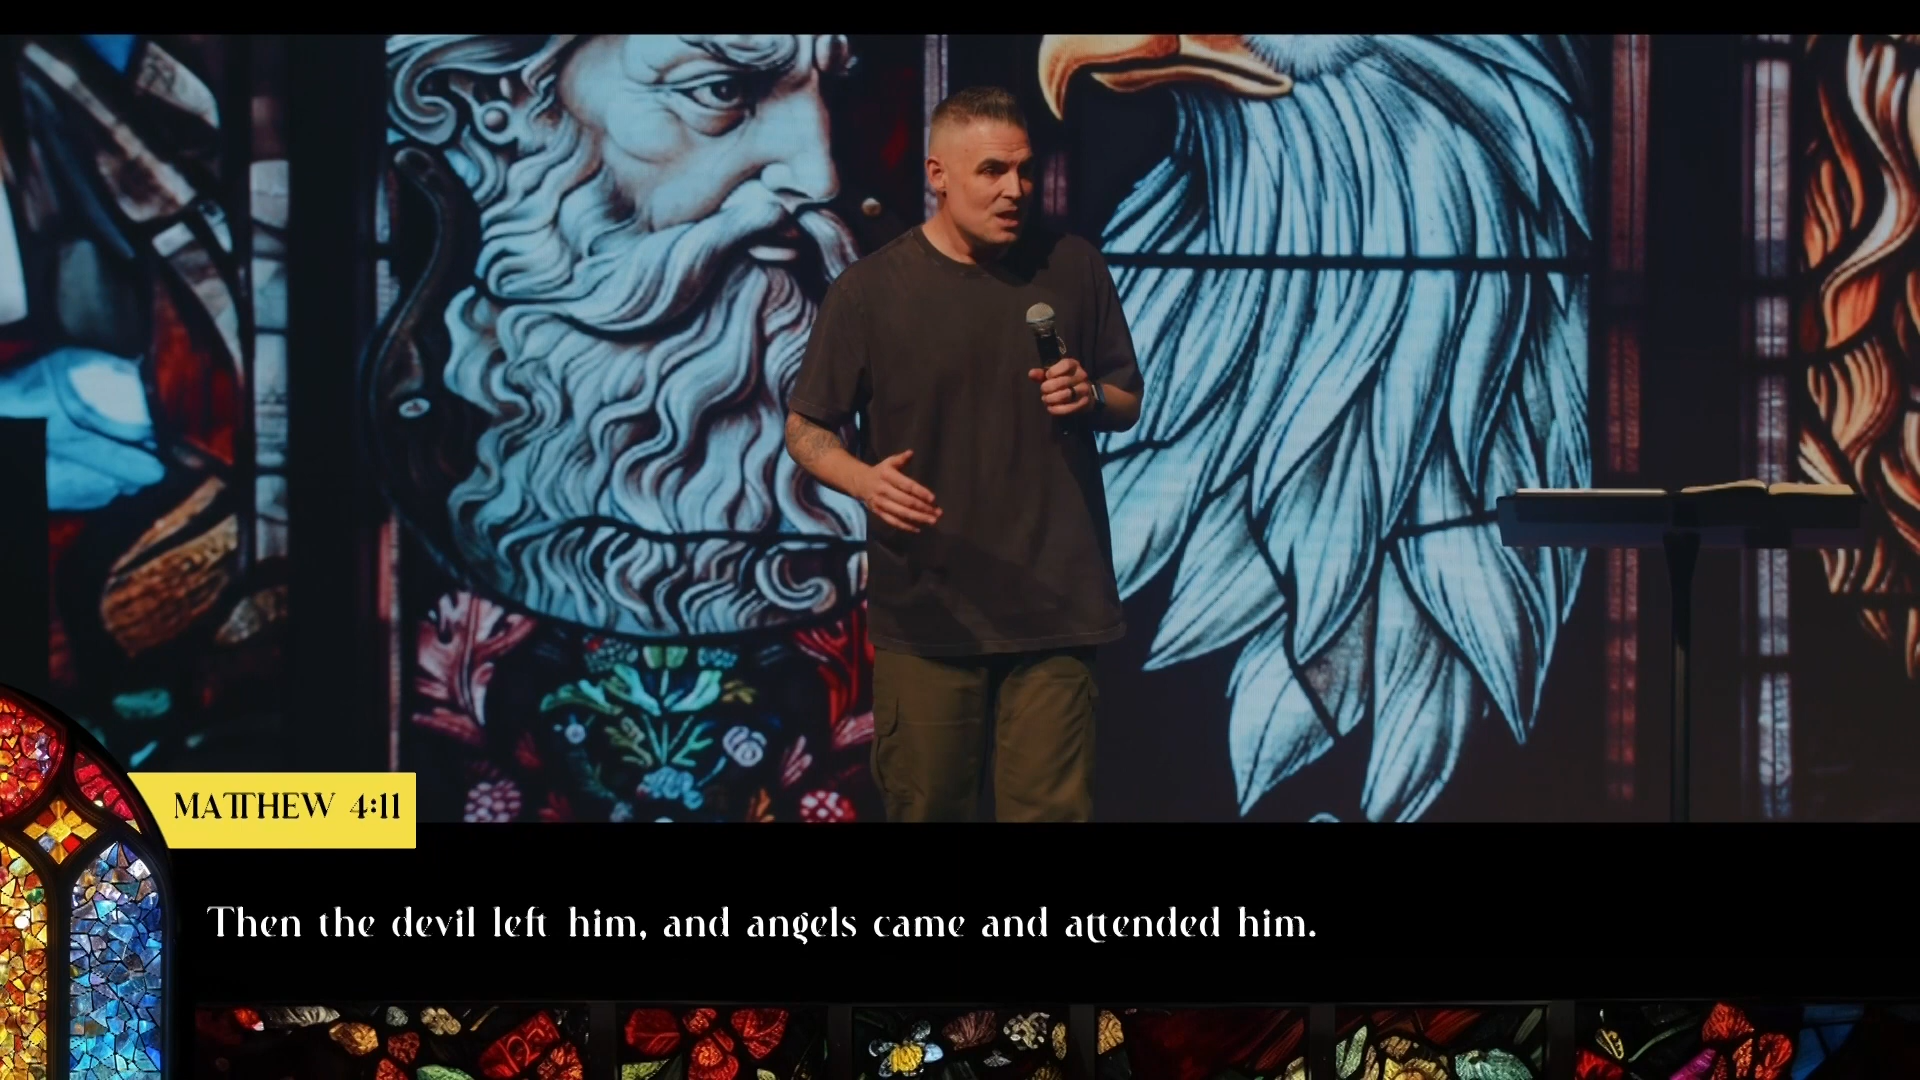 MATTHEW 4:11
Then the devil left him, and angels came and attended him.